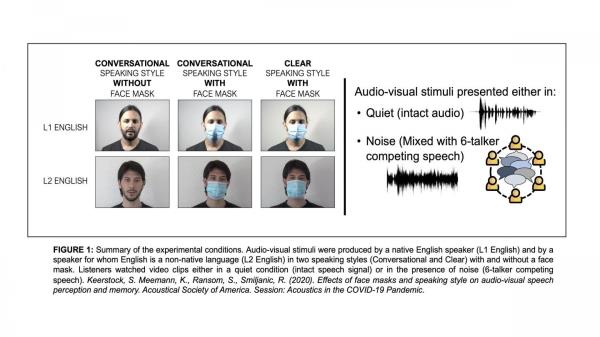 CONVERSATIONAL
SPEAKING STYLE
WITHOUT
FACE MASK
CONVERSATIONAL
SPEAKING STYLE
WITH
FACE MASK
CLEAR
SPEAKING STYLE
WITH
FACE MASK
L1 ENGLISH
L2 ENGLISH
Audio-visual stimuli presented either in:
• Quiet (intact audio)
• Noise (Mixed with 6-talker
competing speech)
FIGURE 1: Summary of the experimental conditions. Audio-visual stimuli were produced by a native English speaker (L1 English) and by a
speaker for whom English is a non-native language (L2 English) in two speaking styles (Conversational and Clear) with and without a face
mask. Listeners watched video clips either in a quiet condition (intact speech signal) or in the presence of noise (6-talker competing
speech). Keerstock, S. Meemann, K., Ransom, S., Smiljanic, R. (2020). Effects of face masks and speaking style on audio-visual speech
perception and memory. Acoustical Society of America. Session: Acoustics in the COVID-19 Pandemic.